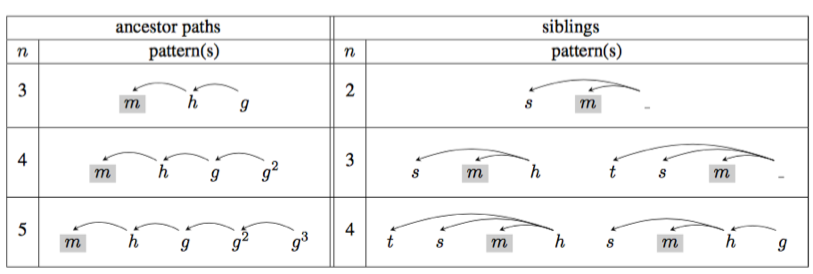 ancestor paths siblings
n pattern(s) n pattern(s)
3 m h g 2 s m _
4 m h g g² 3 s m h t s m _
5 m h g g² g³ 4 t s m h s m h g